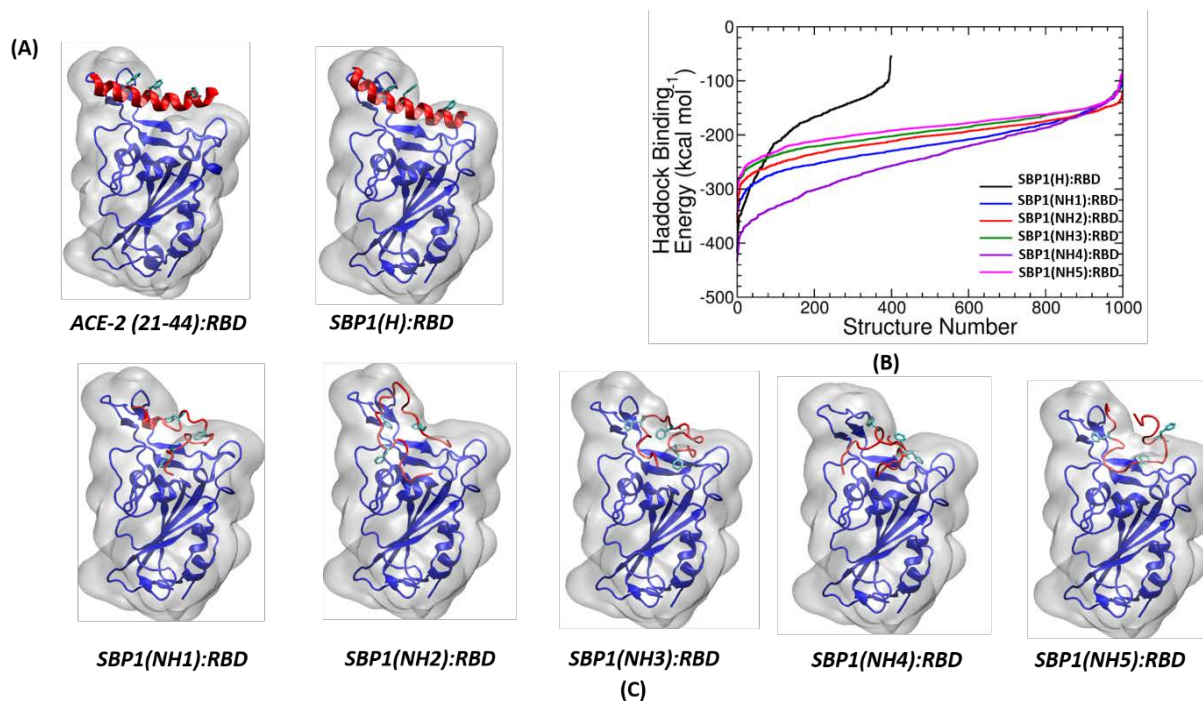 (A)
ACE-2 (21-44):RBD
SBP1(H):RBD
Haddock Binding
Energy (kcal mol-1)
0
-100
-200
-300
-400
-500
SBP1(H):RBD
SBP1(NH1):RBD
SBP1(NH2):RBD
SBP1(NH3):RBD
SBP1(NH4):RBD
SBP1(NH5):RBD
0 200 400 600 800 1000
Structure Number
(B)
SBP1(NH1):RBD
SBP1(NH2):RBD
SBP1(NH3):RBD
SBP1(NH4):RBD
SBP1(NH5):RBD
(C)